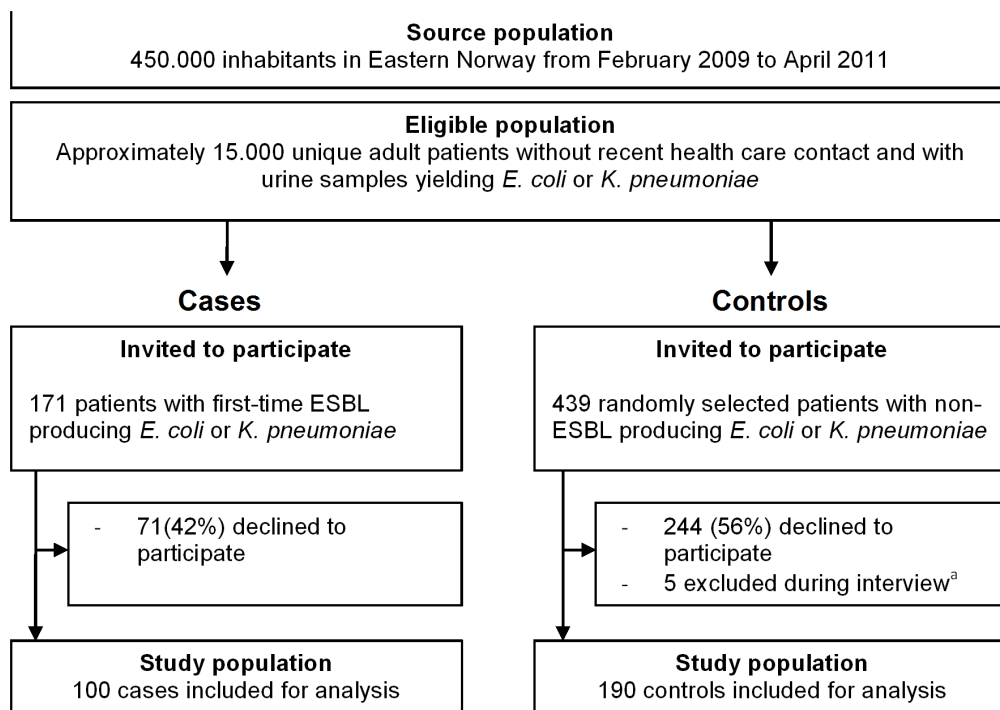 Source population
450.000 inhabitants in Eastern Norway from February 2009 to April 2011
Eligible population
Approximately 15.000 unique adult patients without recent health care contact and with
urine samples yielding E. coli or K. pneumoniae
Cases
Invited to participate
171 patients with first-time ESBL
producing E. coli or K. pneumoniae
- 71(42%) declined to
participate
Study population
100 cases included for analysis
Controls
Invited to participate
439 randomly selected patients with non-
ESBL producing E. coli or K. pneumoniae
- 244 (56%) declined to
participate
- 5 excluded during interviewa
Study population
190 controls included for analysis